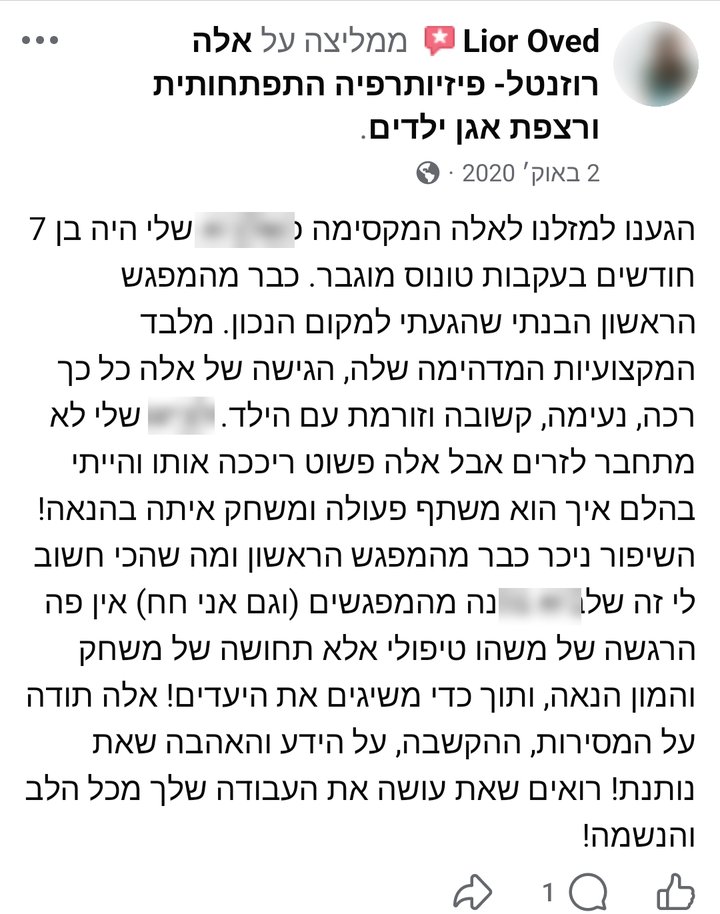 Lior Oved ממליצה על אלה
רוזנטל- פיזיותרפיה התפתחותית
ורצפת אגן ילדים.
2 באוק׳ 2020 ·
הגענו למזלנו לאלה המקסימה שלי היה בן 7
חודשים בעקבות טונוס מוגבר. כבר מהמפגש
הראשון הבנתי שהגעתי למקום הנכון. מלבד
המקצועיות המדהימה שלה, הגישה של אלה כל כך
רכה, נעימה, קשובה וזורמת עם הילד. שלי לא
מתחבר לזרים אבל אלה פשוט ריככה אותו והייתי
בהלם איך הוא משתף פעולה ומשחק איתה בהנאה!
השיפור ניכר כבר מהמפגש הראשון ומה שהכי חשוב
לי זה מהמפגשים (וגם אני חח) אין פה
הרגשה של משהו טיפולי אלא תחושה של משחק
והמון הנאה, ותוך כדי משיגים את היעדים! אלה תודה
על המסירות, ההקשבה, על הידע והאהבה שאת
נותנת! רואים שאת עושה את העבודה שלך מכל הלב
והנשמה!
1